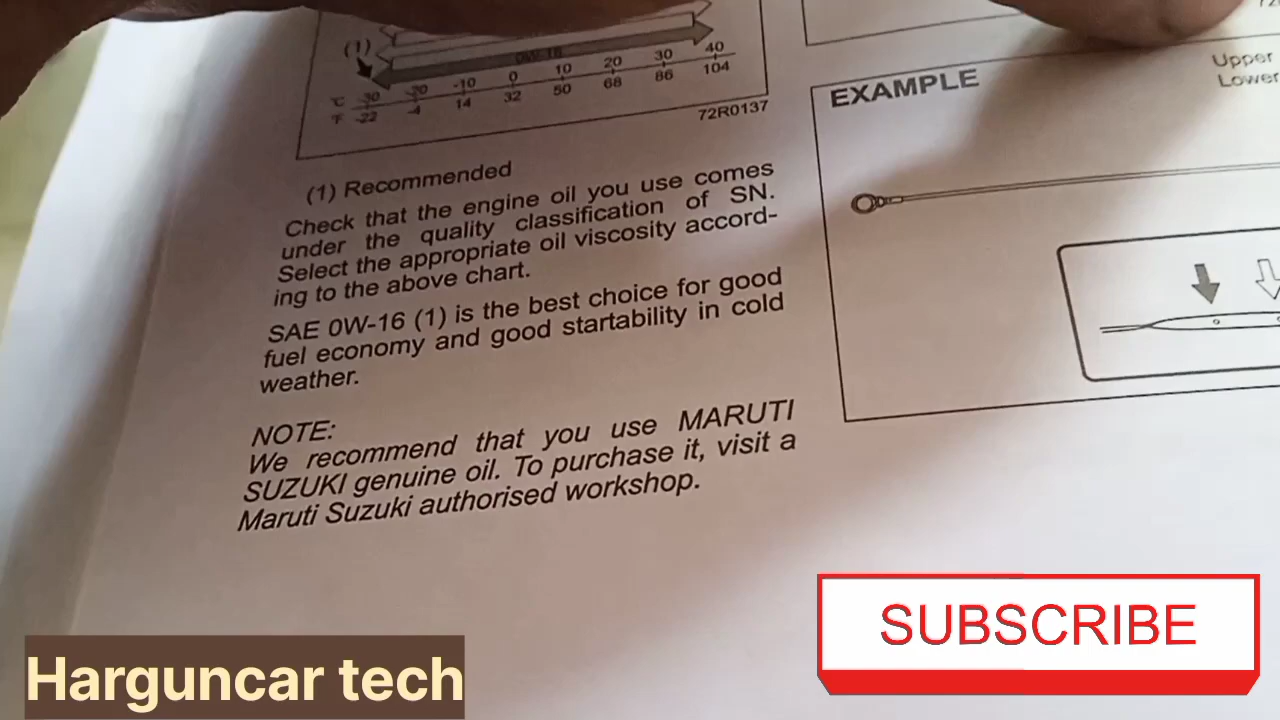 (1)
0W-16
°C -30 -20 -10 0 10 20 30 40
°F -22 -4 14 32 50 68 86 104
72R0137
(1) Recommended
Check that the engine oil you use comes
under the quality classification of SN.
Select the appropriate oil viscosity accord-
ing to the above chart.
SAE 0W-16 (1) is the best choice for good
fuel economy and good startability in cold
weather.
NOTE:
We recommend that you use MARUTI
SUZUKI genuine oil. To purchase it, visit a
Maruti Suzuki authorised workshop.
Upper
Lower
EXAMPLE
SUBSCRIBE
Harguncar tech